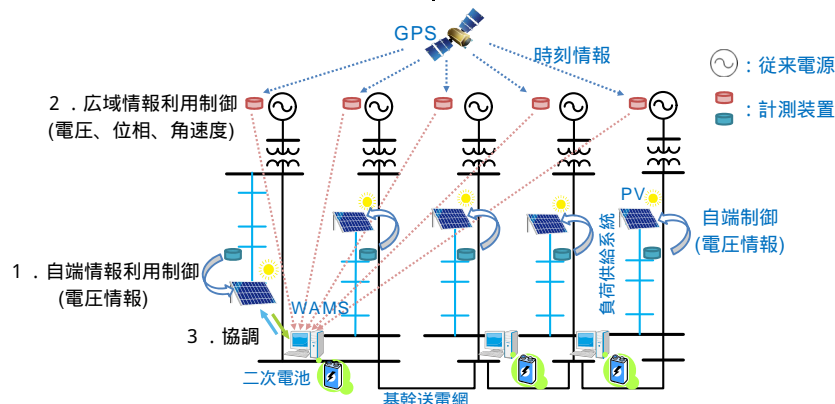 GPS
時刻情報
：従来電源
：計測装置
2．広域情報利用制御
(電圧、位相、角速度)
PV
自端制御
(電圧情報)
負荷供給系統
1．自端情報利用制御
(電圧情報)
WAMS
3．協調
二次電池
基幹送電網